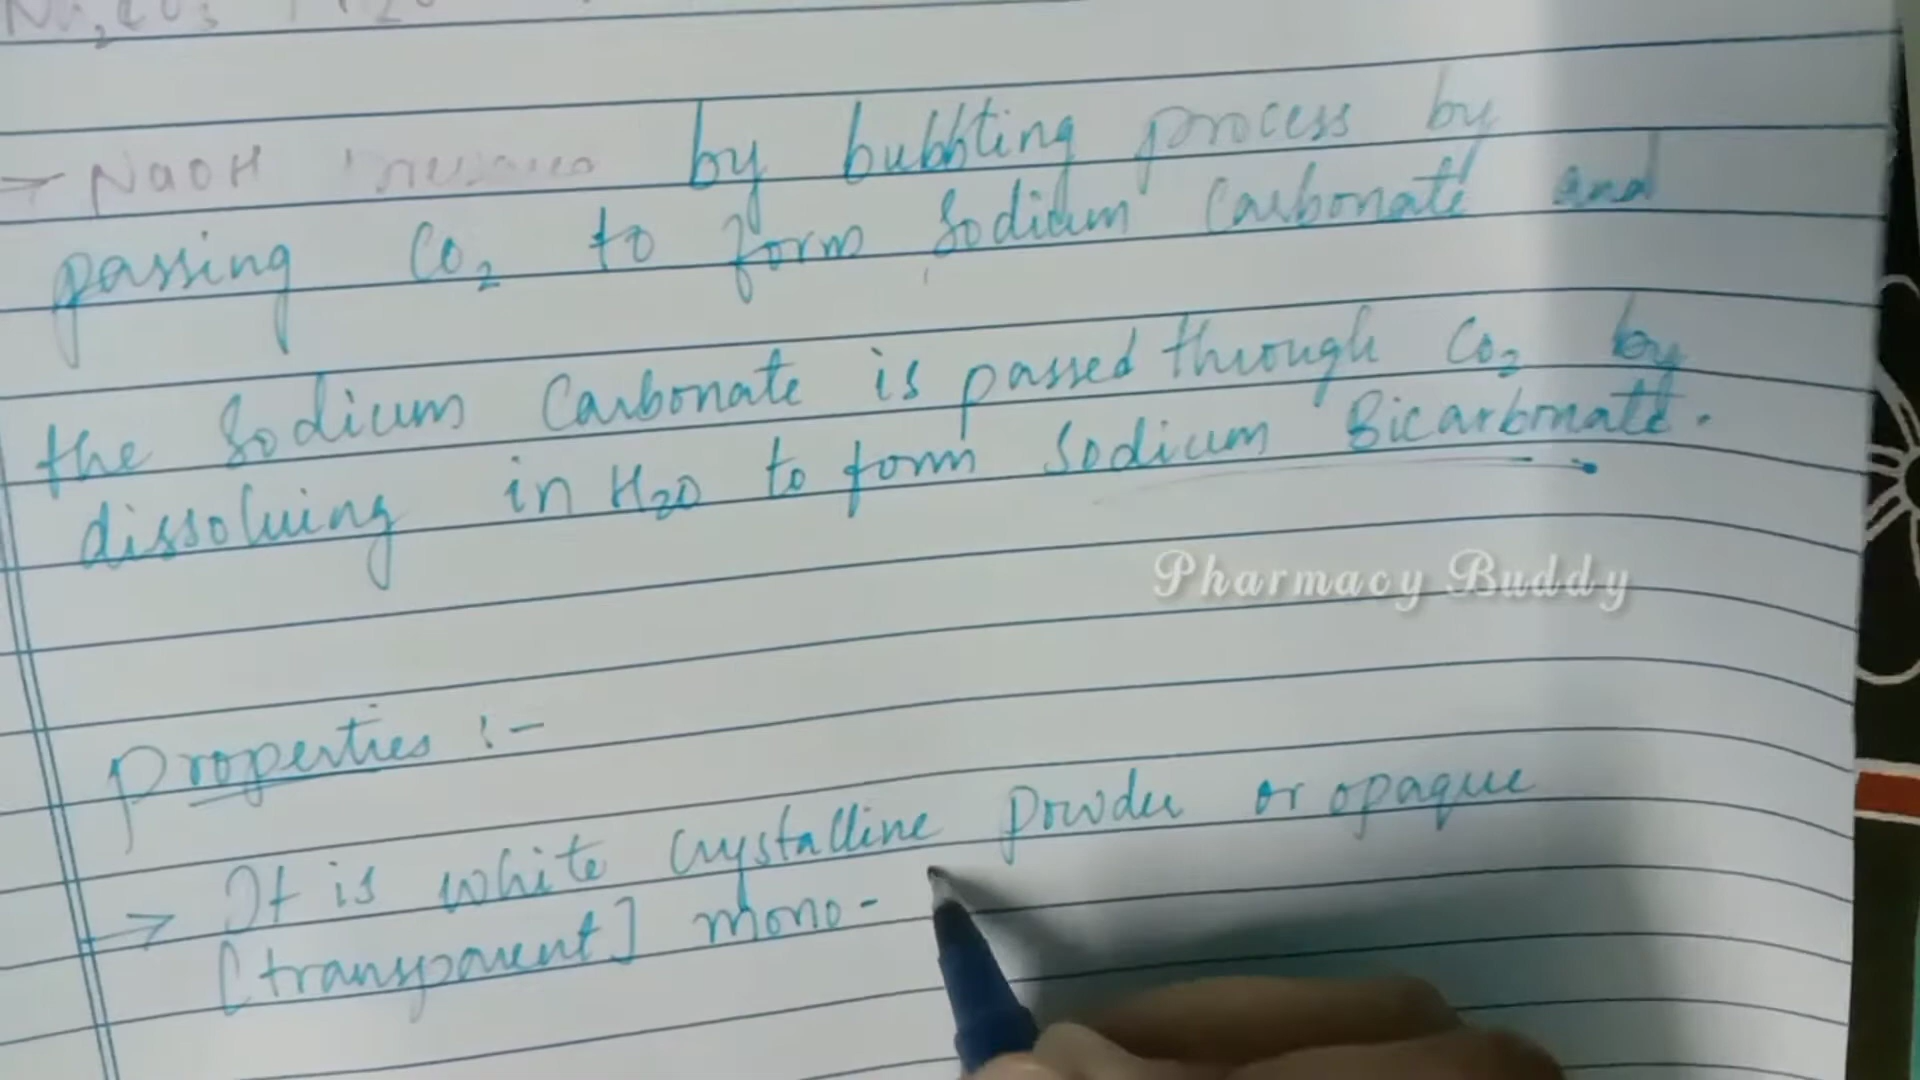 Na2CO3
→ NaOH by bubbting process by
passing CO2 to form Sodium Carbonate and
the Sodium Carbonate is passed through CO2 by
dissolving in H2O to form Sodium Bicarbonate.
Pharmacy Buddy
Properties :-
→ It is white crystalline powder or opaque
[transparent] mono-